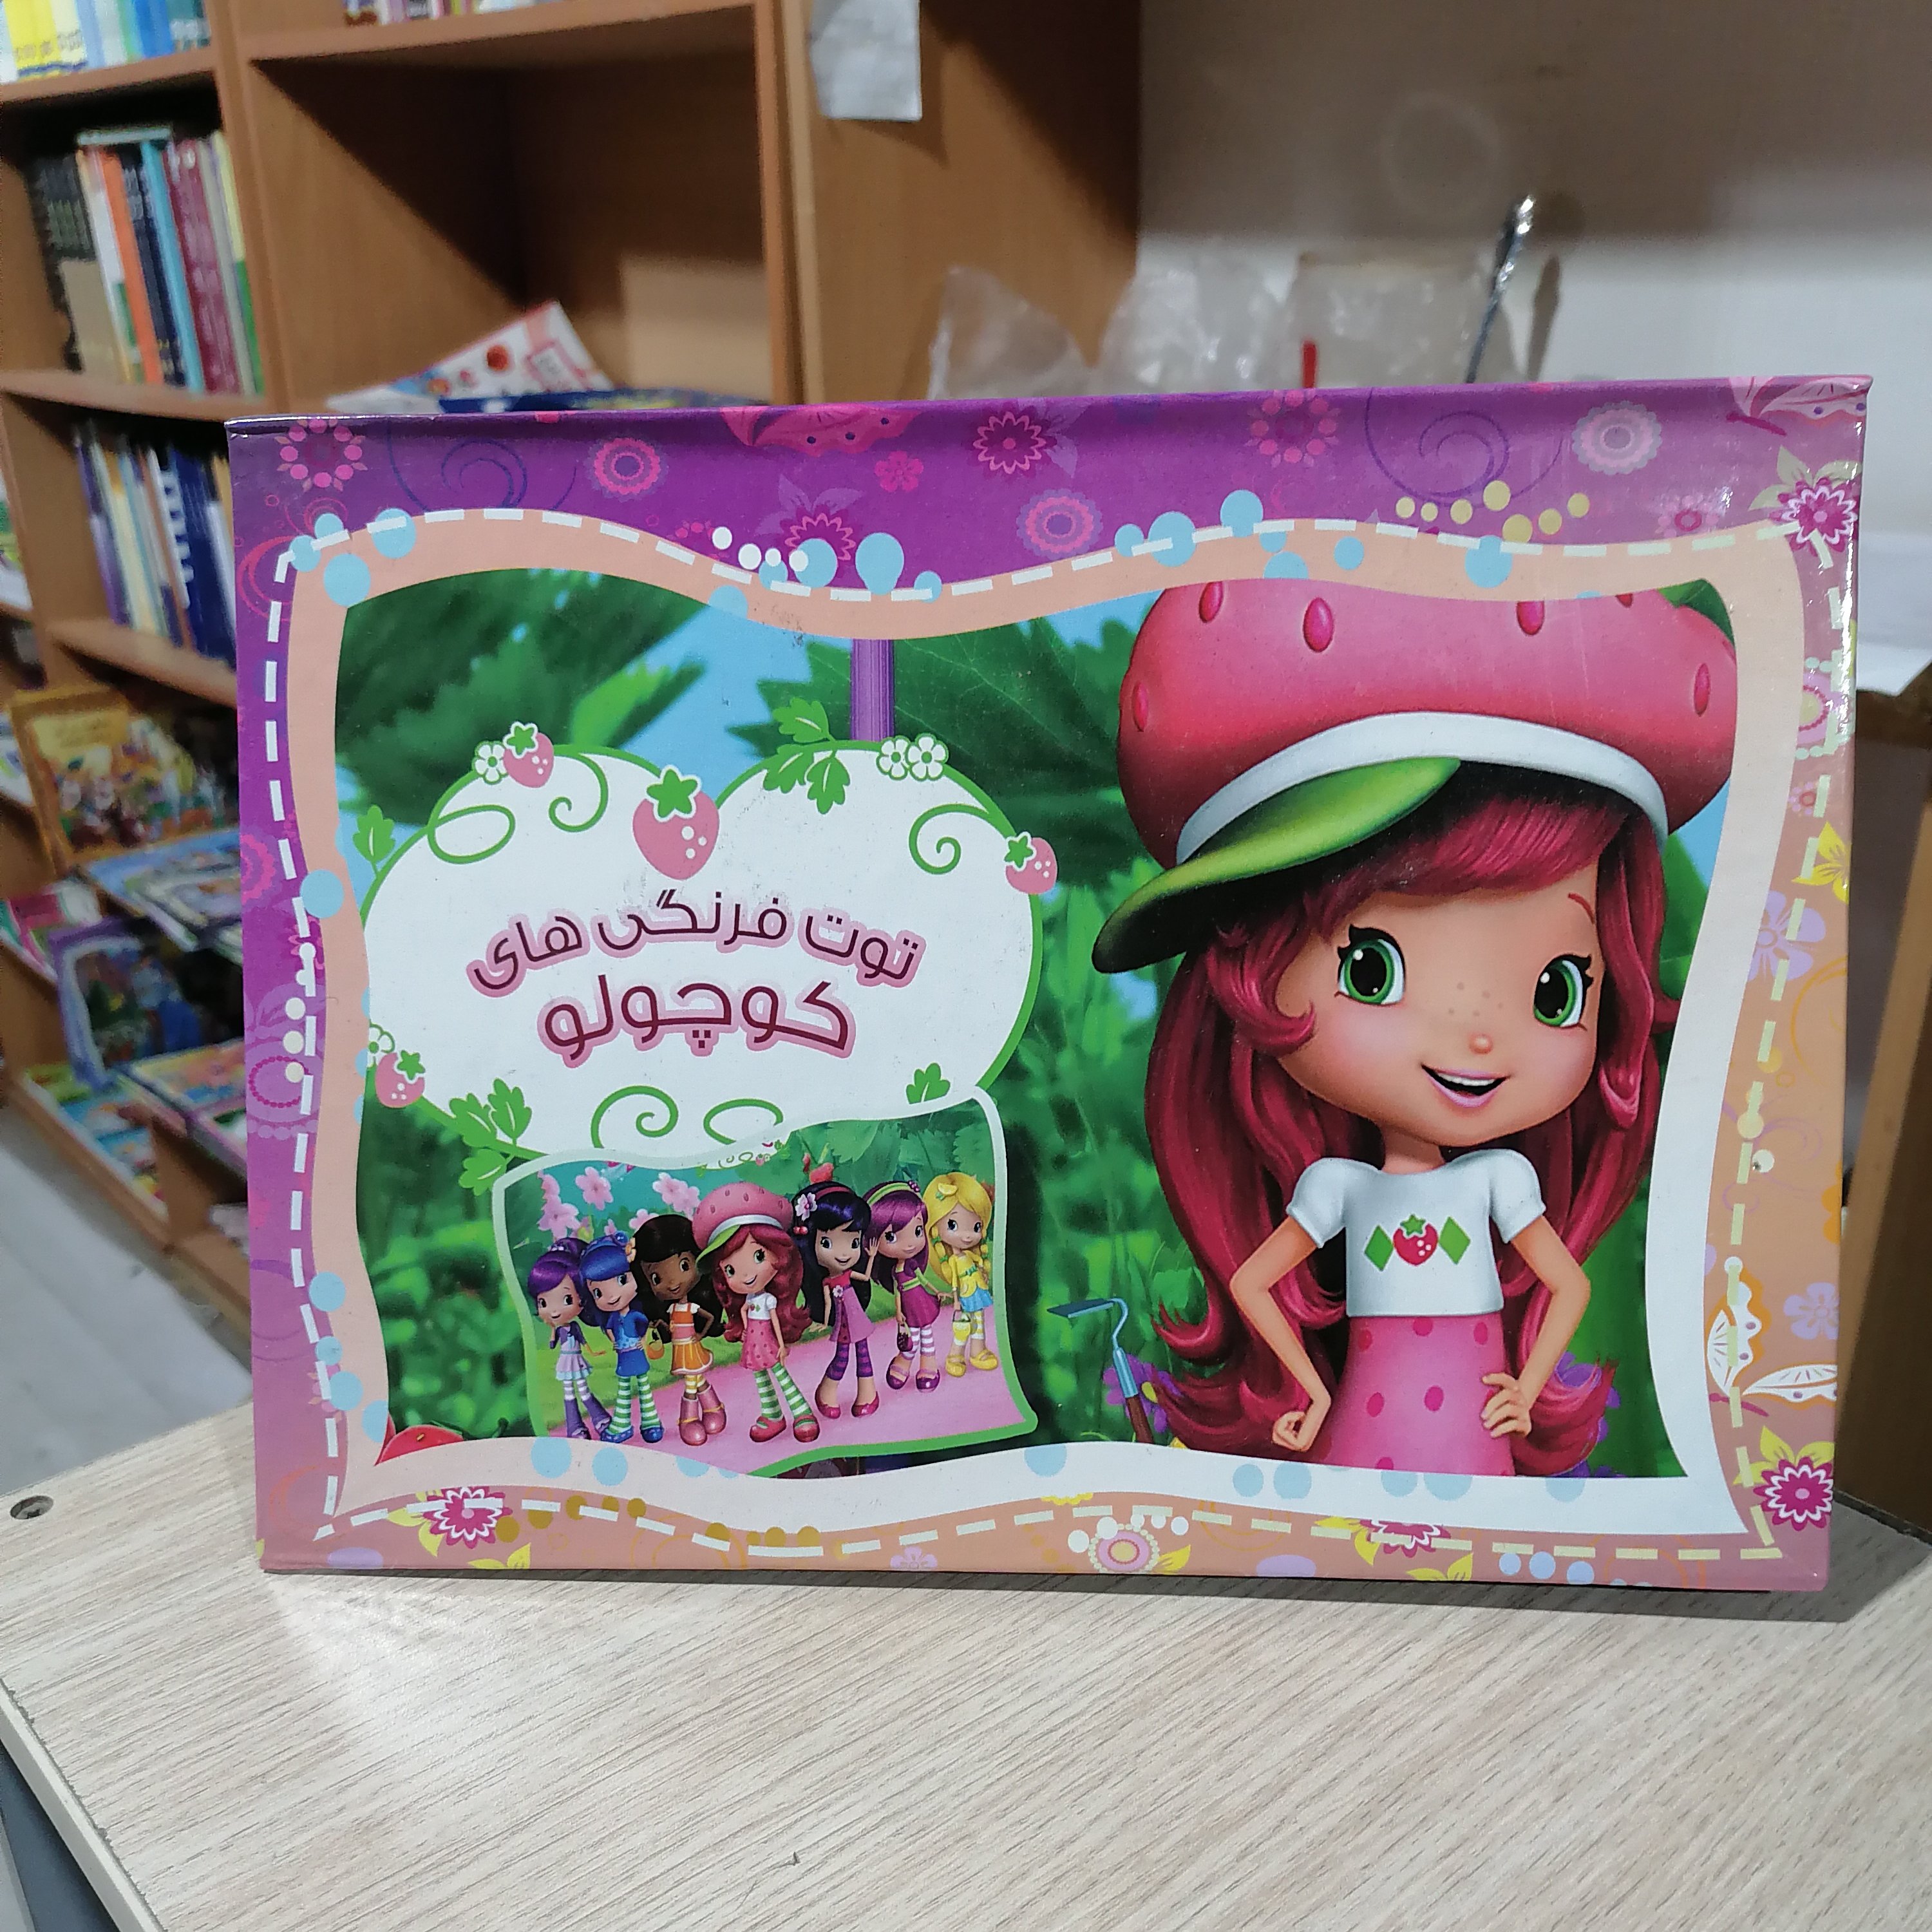 توت فرنگی های
کوچولو